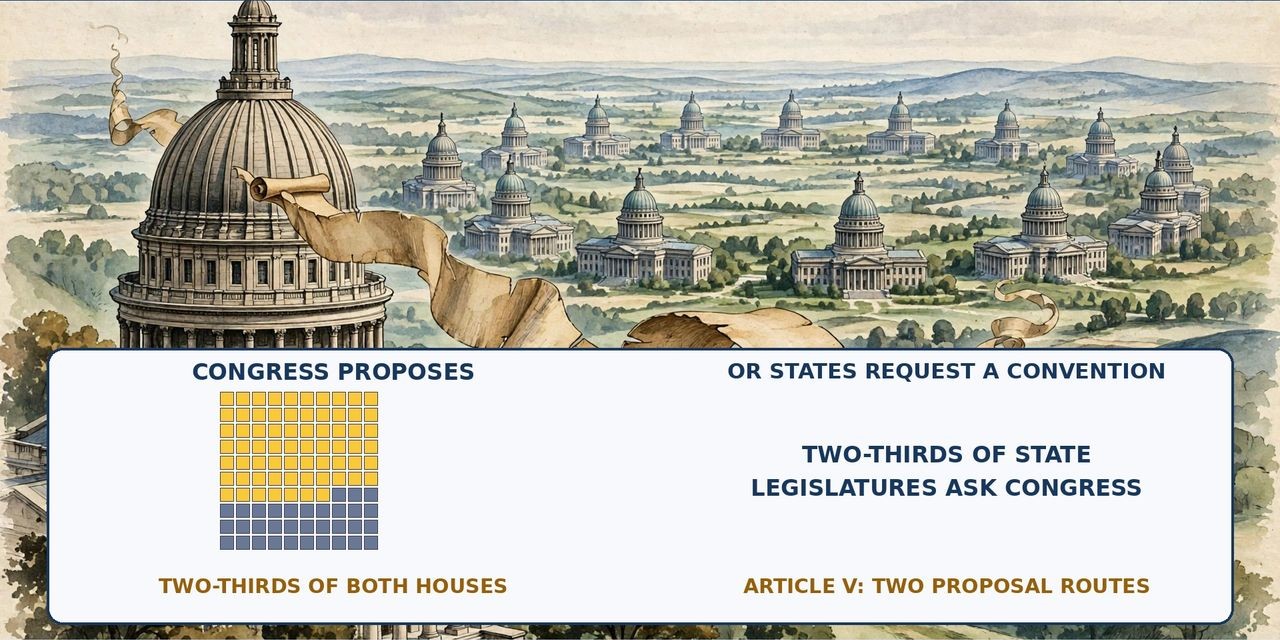 CONGRESS PROPOSES
TWO-THIRDS OF BOTH HOUSES
OR STATES REQUEST A CONVENTION
TWO-THIRDS OF STATE
LEGISLATURES ASK CONGRESS
ARTICLE V: TWO PROPOSAL ROUTES